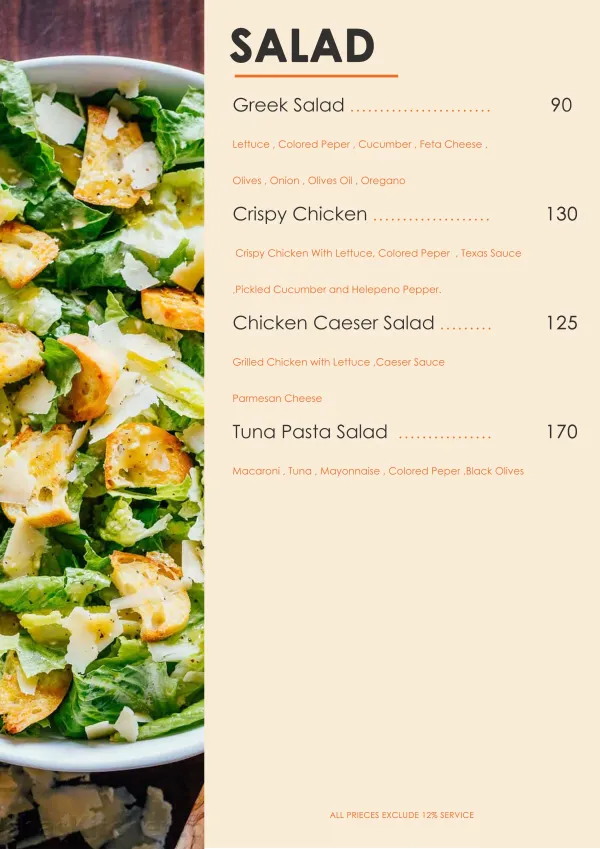 SALAD
Greek Salad ........................ 90
Lettuce , Colored Peper , Cucumber , Feta Cheese ,
Olives , Onion , Olives Oil , Oregano
Crispy Chicken .................... 130
Crispy Chicken With Lettuce, Colored Peper , Texas Sauce
,Pickled Cucumber and Helepeno Pepper.
Chicken Caeser Salad ......... 125
Grilled Chicken with Lettuce ,Caeser Sauce
Parmesan Cheese
Tuna Pasta Salad ................ 170
Macaroni , Tuna , Mayonnaise , Colored Peper ,Black Olives
ALL PRIECES EXCLUDE 12% SERVICE